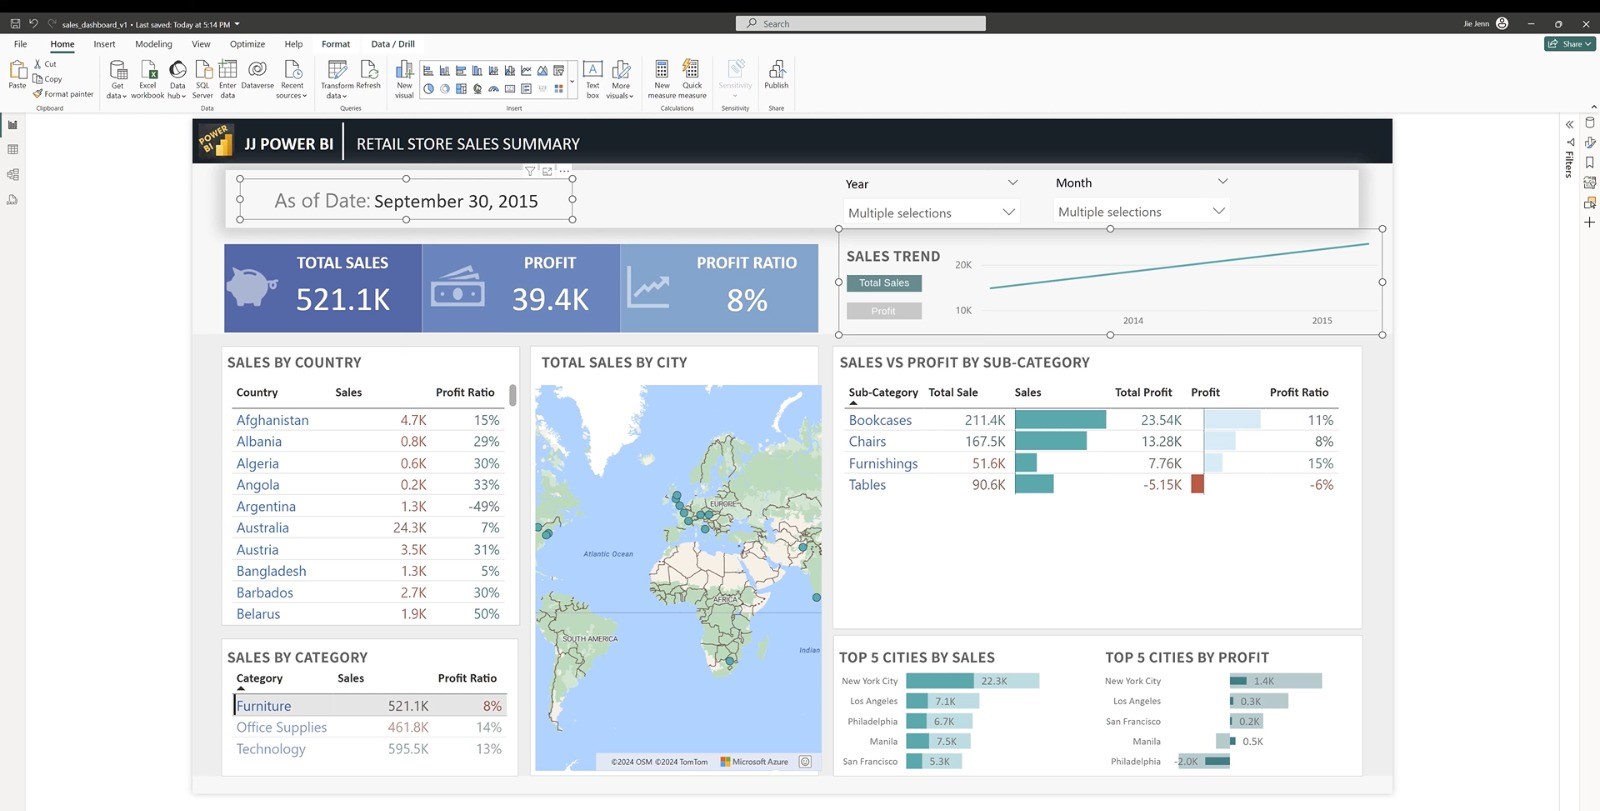 sales_dashboard_v1 • Last saved: Today at 5:14 PM
Search
Jie Jenn
File Home Insert Modeling View Optimize Help Format Data / Drill
Share
Paste
Cut
Copy
Format painter
Get data
Excel workbook
Data hub
SQL Server
Enter data
Dataverse
Recent sources
Transform data
Refresh
New visual
Text box
More visuals
New measure
Quick measure
Sensitivity
Publish
Clipboard Data Queries Insert Calculations Sensitivity Share
Filters
POWER BI
JJ POWER BI RETAIL STORE SALES SUMMARY
As of Date: September 30, 2015
Year
Multiple selections
Month
Multiple selections
TOTAL SALES
521.1K
PROFIT
39.4K
PROFIT RATIO
8%
SALES TREND
Total Sales
Profit
20K
10K
2014 2015
SALES BY COUNTRY
Country Sales Profit Ratio
Afghanistan 4.7K 15%
Albania 0.8K 29%
Algeria 0.6K 30%
Angola 0.2K 33%
Argentina 1.3K -49%
Australia 24.3K 7%
Austria 3.5K 31%
Bangladesh 1.3K 5%
Barbados 2.7K 30%
Belarus 1.9K 50%
SALES BY CATEGORY
Category Sales Profit Ratio
Furniture 521.1K 8%
Office Supplies 461.8K 14%
Technology 595.5K 13%
TOTAL SALES BY CITY
EUROPE
Atlantic Ocean
AFRICA
SOUTH AMERICA
Indian
©2024 OSM ©2024 TomTom Microsoft Azure
SALES VS PROFIT BY SUB-CATEGORY
Sub-Category Total Sale Sales Total Profit Profit Profit Ratio
Bookcases 211.4K 23.54K 11%
Chairs 167.5K 13.28K 8%
Furnishings 51.6K 7.76K 15%
Tables 90.6K -5.15K -6%
TOP 5 CITIES BY SALES
New York City 22.3K
Los Angeles 7.1K
Philadelphia 6.7K
Manila 7.5K
San Francisco 5.3K
TOP 5 CITIES BY PROFIT
New York City 1.4K
Los Angeles 0.3K
San Francisco 0.2K
Manila 0.5K
Philadelphia -2.0K